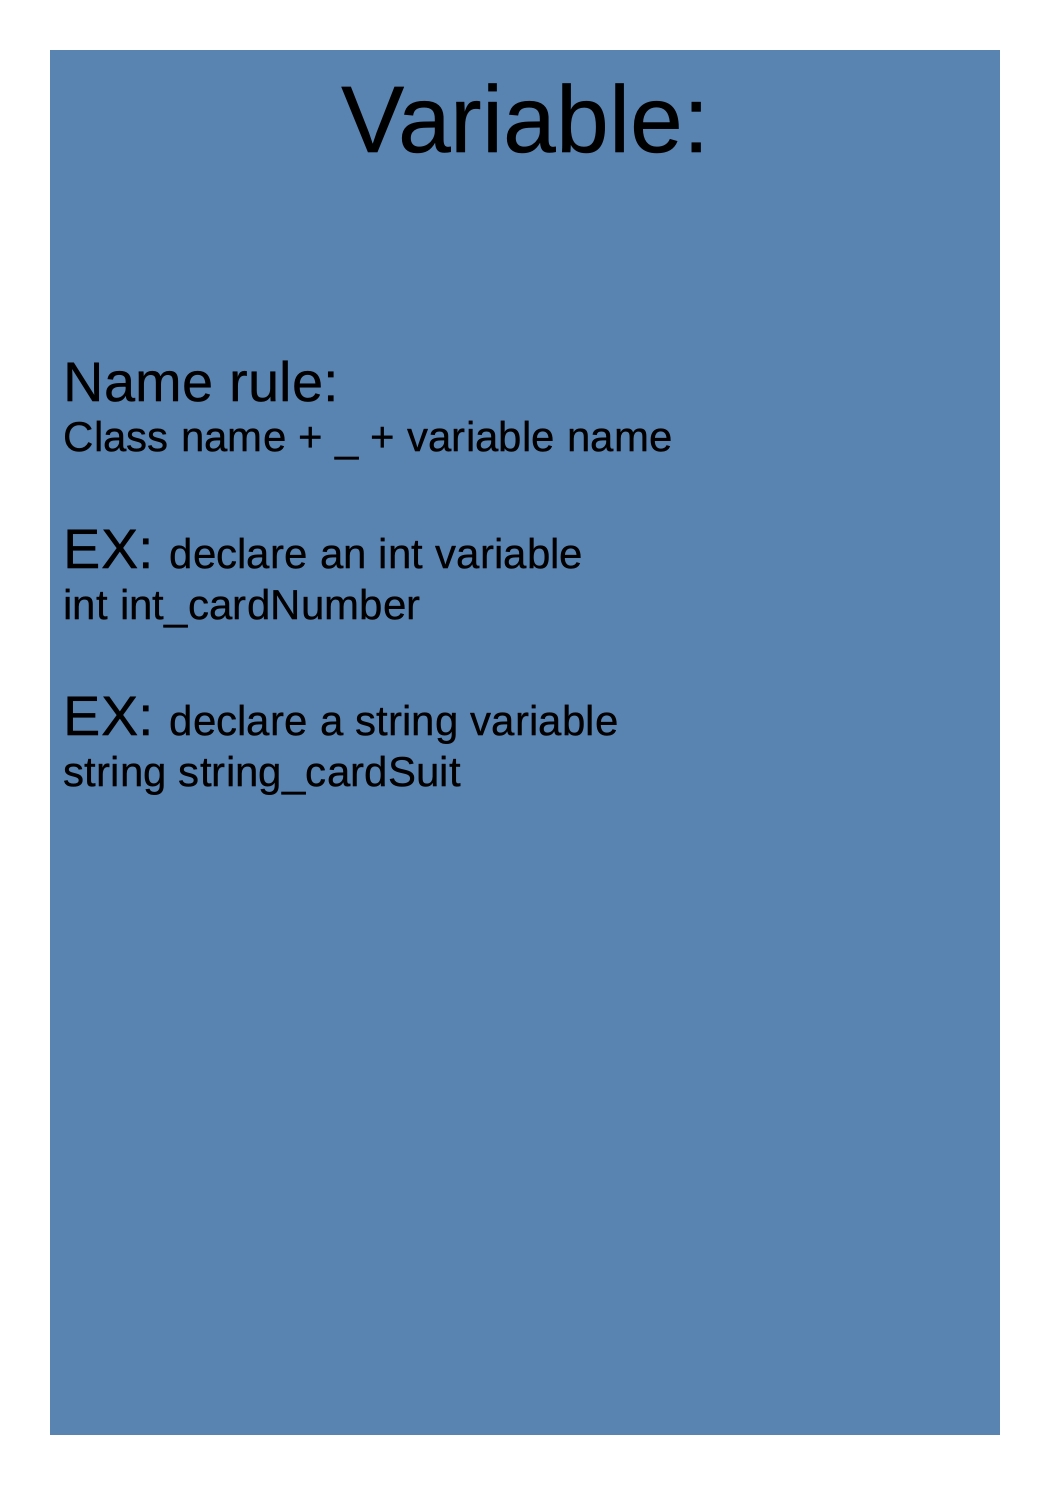 Variable:
Name rule:
Class name + _ + variable name
EX: declare an int variable
int int_cardNumber
EX: declare a string variable
string string_cardSuit